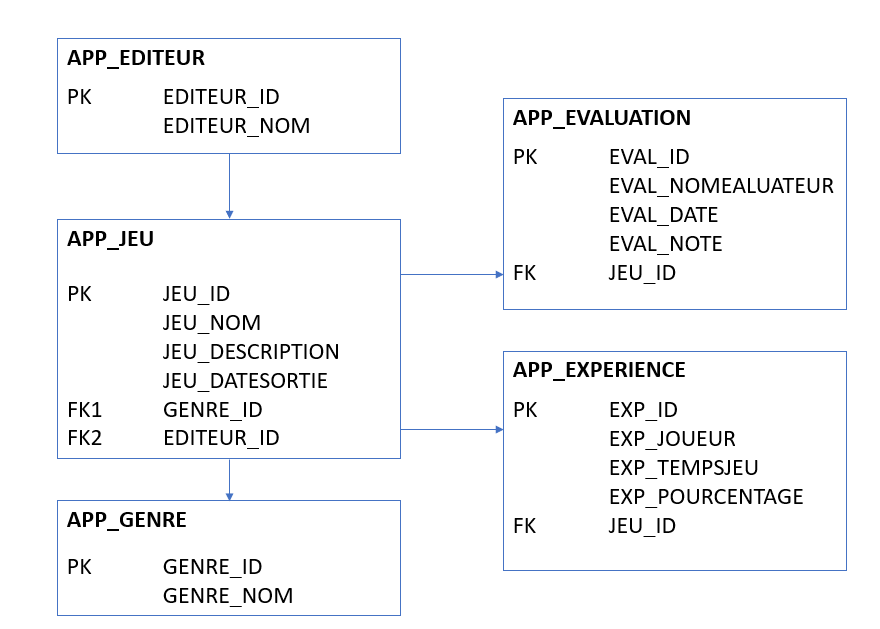 APP_EDITEUR
PK EDITEUR_ID
EDITEUR_NOM
APP_JEU
PK JEU_ID
JEU_NOM
JEU_DESCRIPTION
JEU_DATESORTIE
FK1 GENRE_ID
FK2 EDITEUR_ID
APP_GENRE
PK GENRE_ID
GENRE_NOM
APP_EVALUATION
PK EVAL_ID
EVAL_NOMEALUATEUR
EVAL_DATE
EVAL_NOTE
FK JEU_ID
APP_EXPERIENCE
PK EXP_ID
EXP_JOUEUR
EXP_TEMPSJEU
EXP_POURCENTAGE
FK JEU_ID